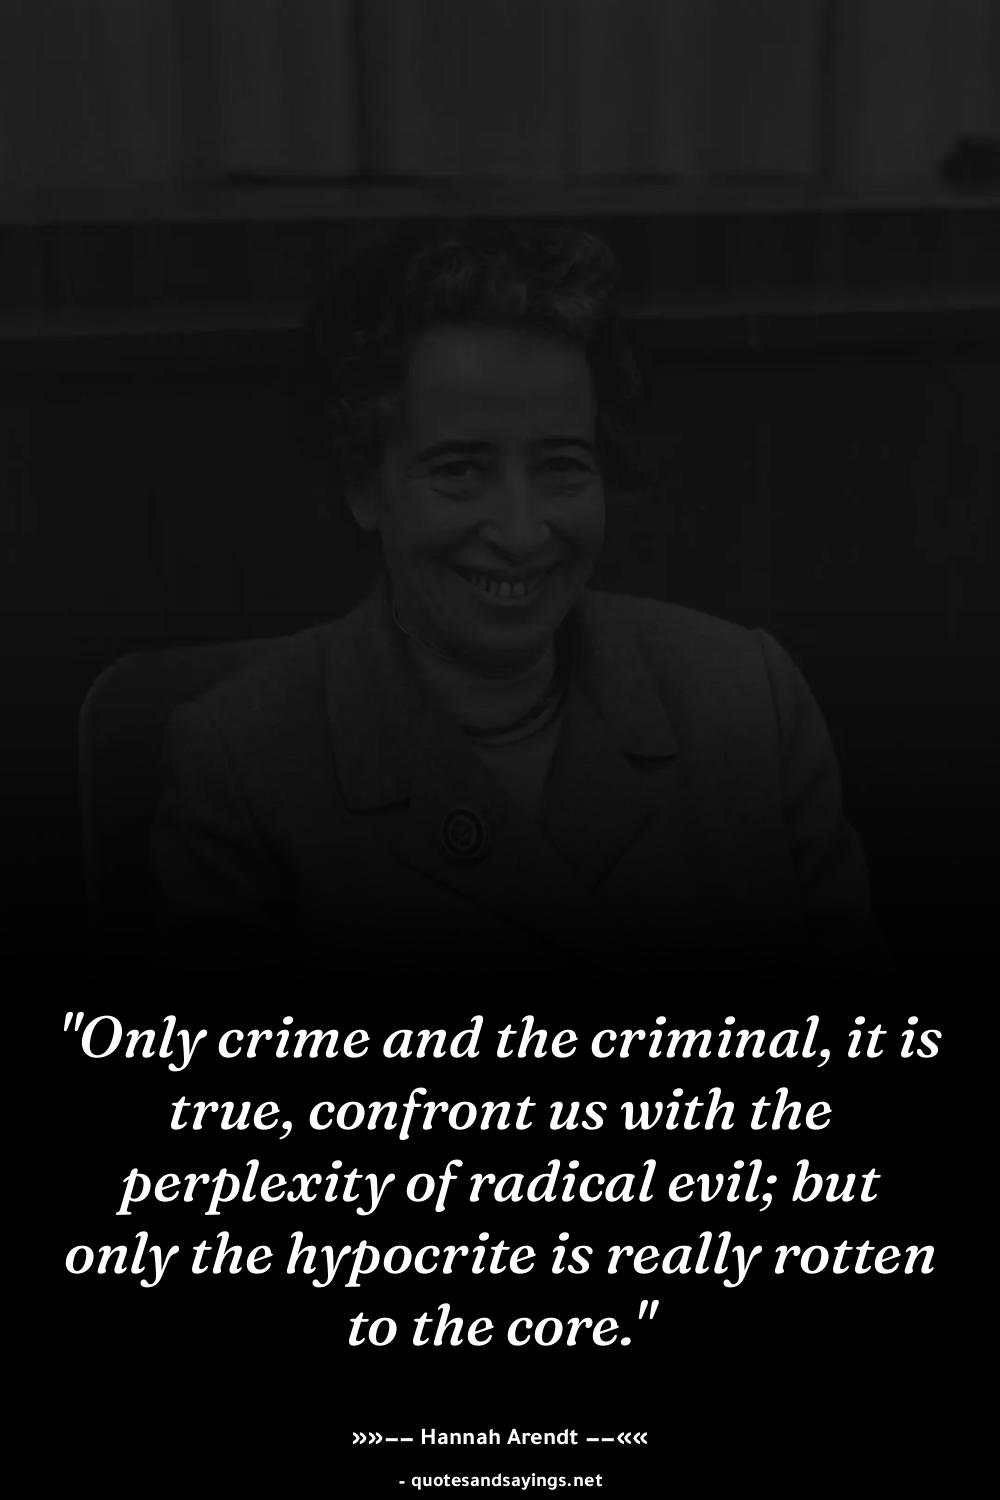 "Only crime and the criminal, it is
true, confront us with the
perplexity of radical evil; but
only the hypocrite is really rotten
to the core."
»»−− Hannah Arendt −−««
- quotesandsayings.net